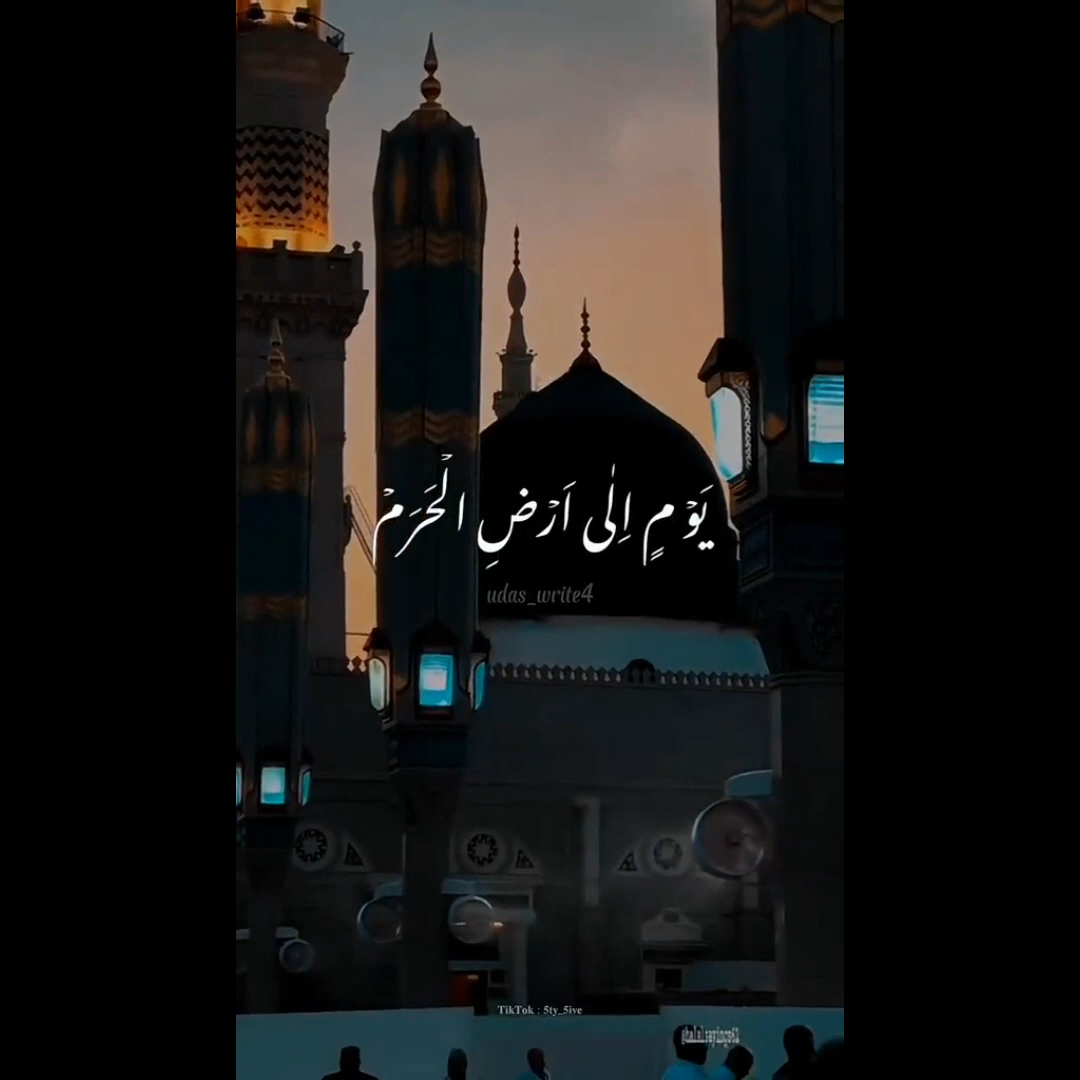 يَوْمٍ اِلٰى اَرْضِ الْحَرَمْ
udas_write4
TikTok : 5ty_5ive